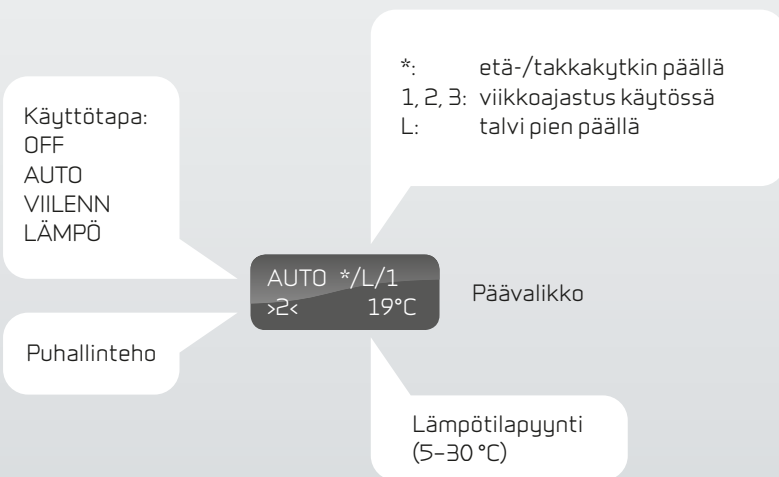 *: etä-/takkakytkin päällä
1, 2, 3: viikkoajastus käytössä
L: talvi pien päällä
Käyttötapa:
OFF
AUTO
VIILENN
LÄMPÖ
AUTO */L/1
>2< 19°C
Päävalikko
Puhallinteho
Lämpötilapyynti
(5–30 °C)